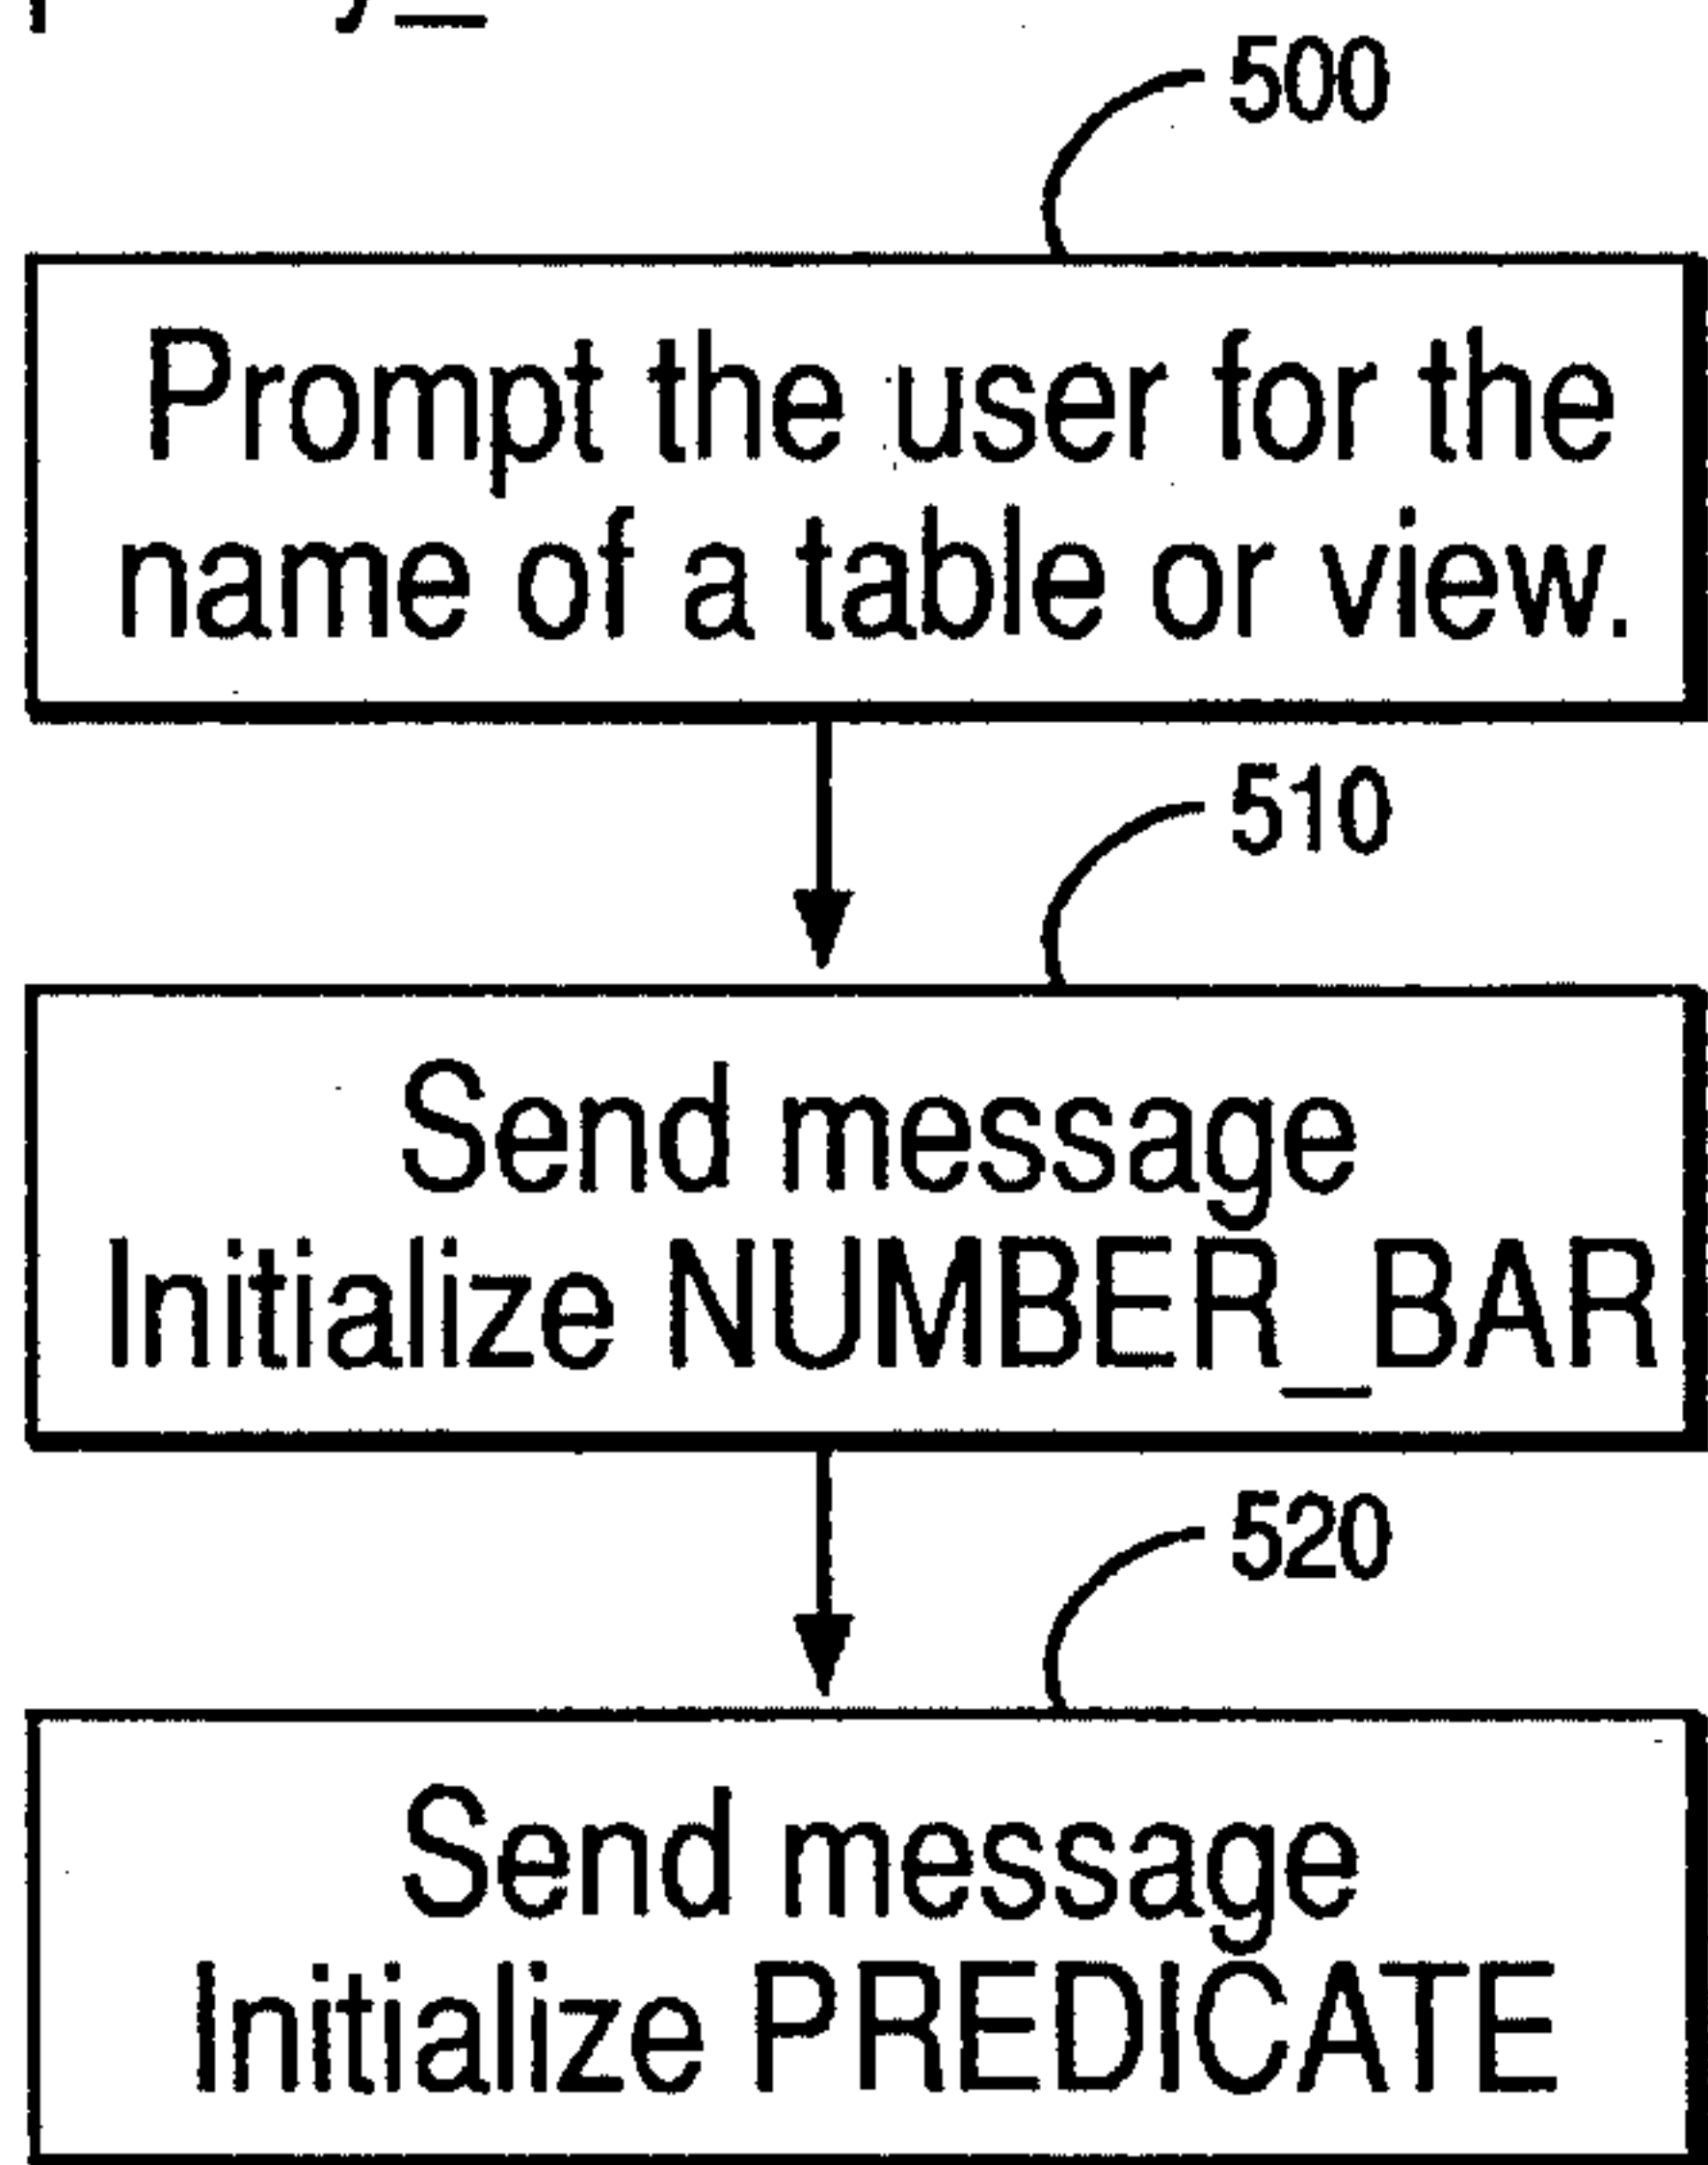 500
Prompt the user for the
name of a table or view.
510
Send message
Initialize NUMBER_BAR
520
Send message
Initialize PREDICATE